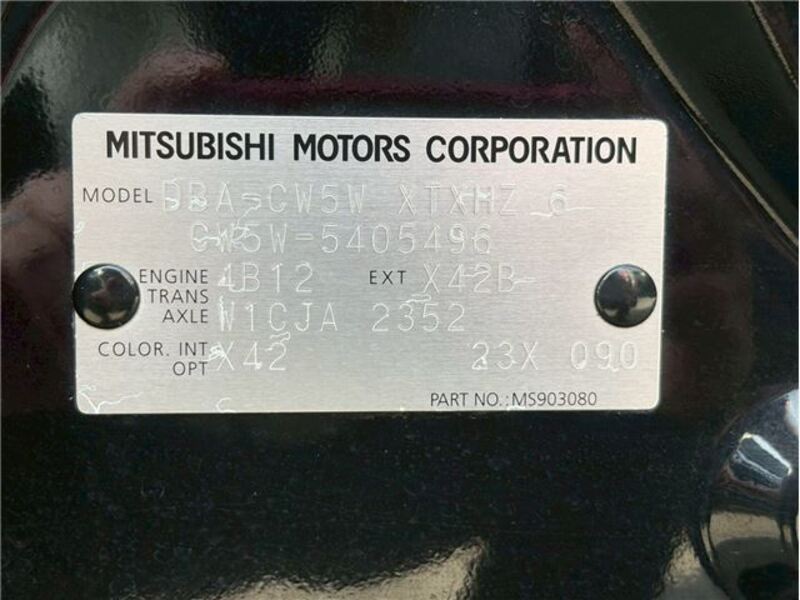 MITSUBISHI MOTORS CORPORATION
MODEL DBA-CW5W XTXHZ 6
CW5W-5405496
ENGINE 4B12 EXT X42B
TRANS
AXLE W1CJA 2352
COLOR. INT X42 23X 090
OPT
PART NO.: MS903080